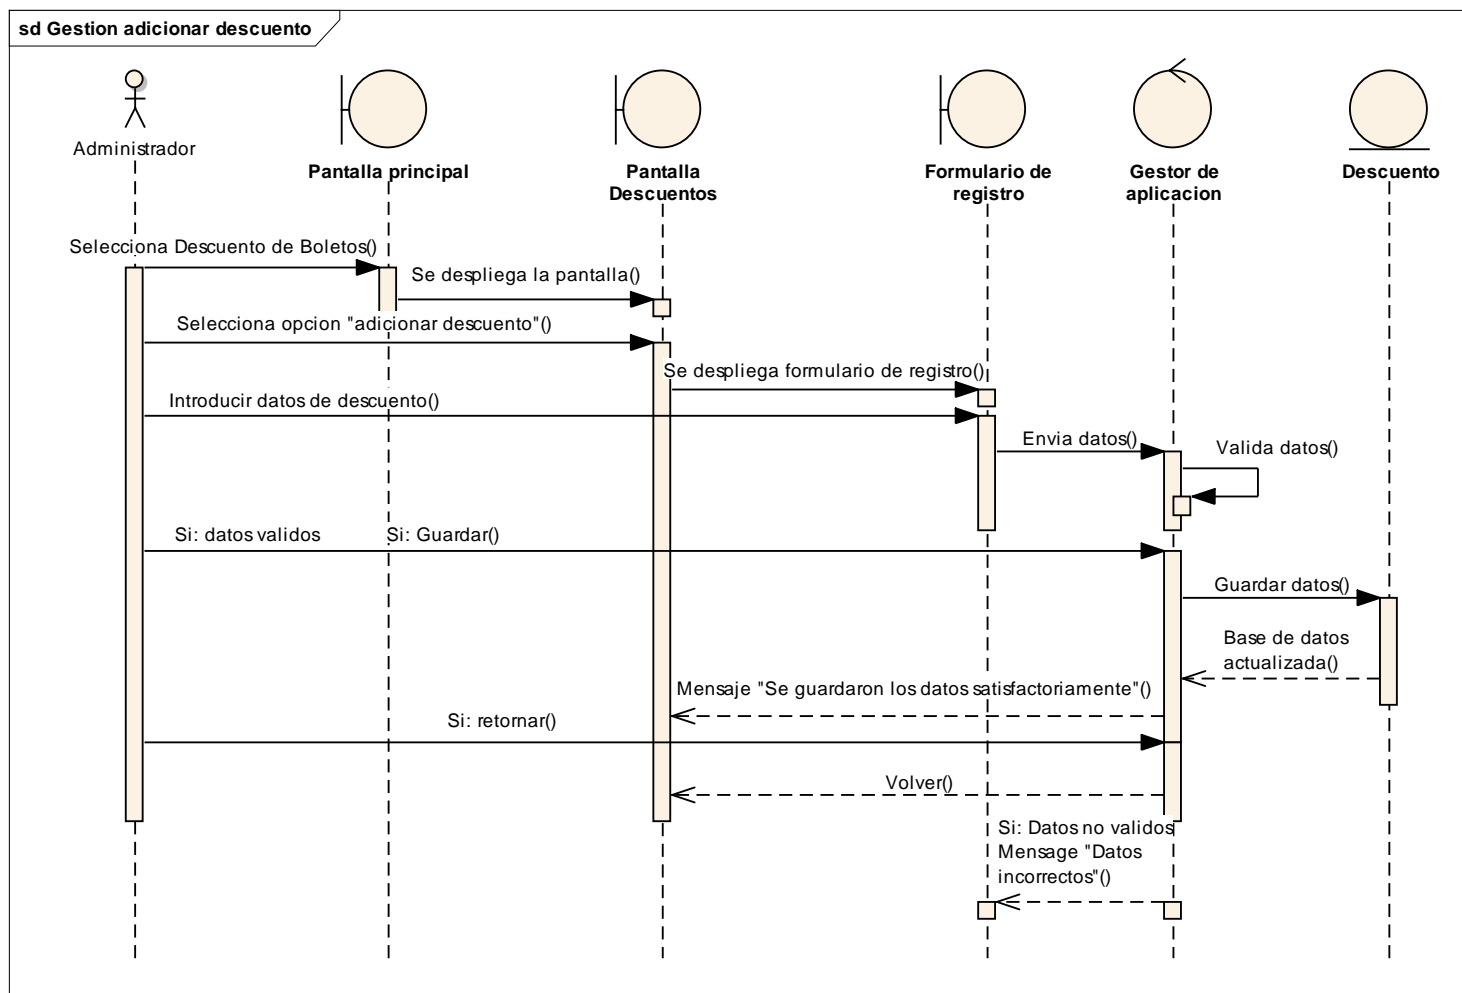 sd Gestion adicionar descuento
Administrador
Pantalla principal
Pantalla
Descuentos
Formulario de
registro
Gestor de
aplicacion
Descuento
Selecciona Descuento de Boletos()
Se despliega la pantalla()
Selecciona opcion "adicionar descuento"()
Se despliega formulario de registro()
Introducir datos de descuento()
Envia datos()
Valida datos()
Si: datos validos
Si: Guardar()
Guardar datos()
Base de datos
actualizada()
Mensaje "Se guardaron los datos satisfactoriamente"()
Si: retornar()
Volver()
Si: Datos no validos
Mensage "Datos
incorrectos"()